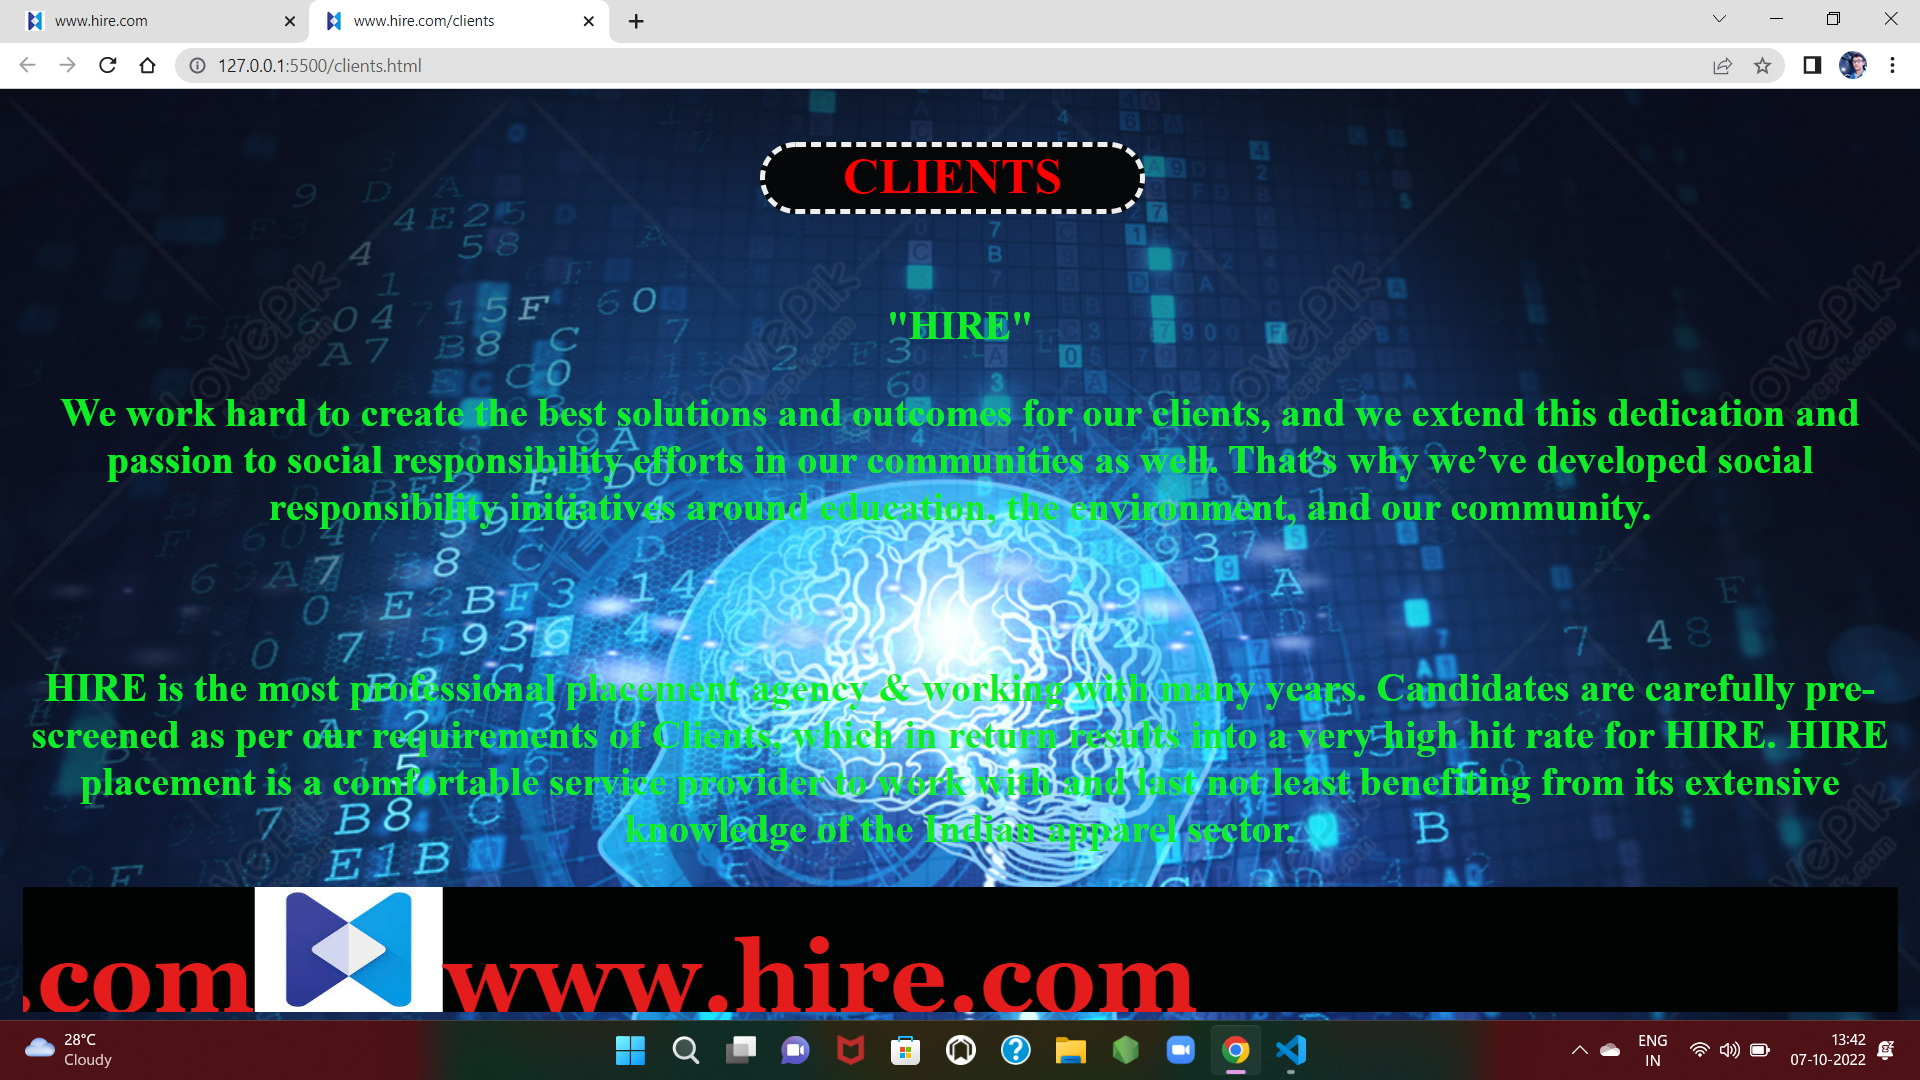 www.hire.com
www.hire.com/clients
127.0.0.1:5500/clients.html
CLIENTS
"HIRE"
We work hard to create the best solutions and outcomes for our clients, and we extend this dedication and
passion to social responsibility efforts in our communities as well. That’s why we’ve developed social
responsibility initiatives around education, the environment, and our community.
HIRE is the most professional placement agency & working with many years. Candidates are carefully pre-
screened as per our requirements of Clients, which in return results into a very high hit rate for HIRE. HIRE
placement is a comfortable service provider to work with and last not least benefiting from its extensive
knowledge of the Indian apparel sector.
.com www.hire.com
28°C
Cloudy
ENG
IN
13:42
07-10-2022